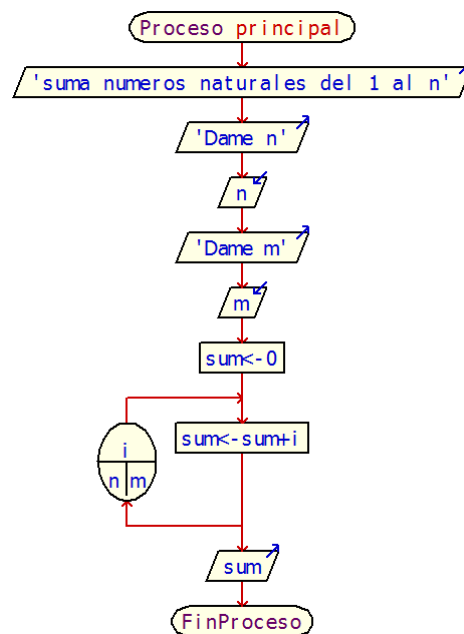 Proceso principal
'suma numeros naturales del 1 al n'
'Dame n'
n
'Dame m'
m
sum<-0
sum<-sum+i
i
n m
sum
FinProceso